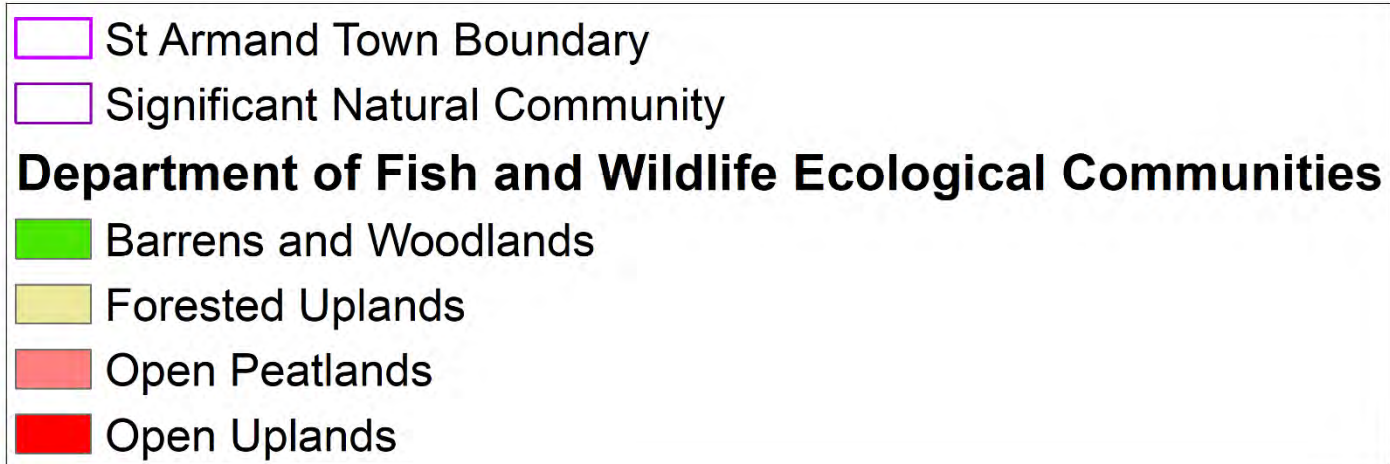 St Armand Town Boundary
Significant Natural Community
Department of Fish and Wildlife Ecological Communities
Barrens and Woodlands
Forested Uplands
Open Peatlands
Open Uplands